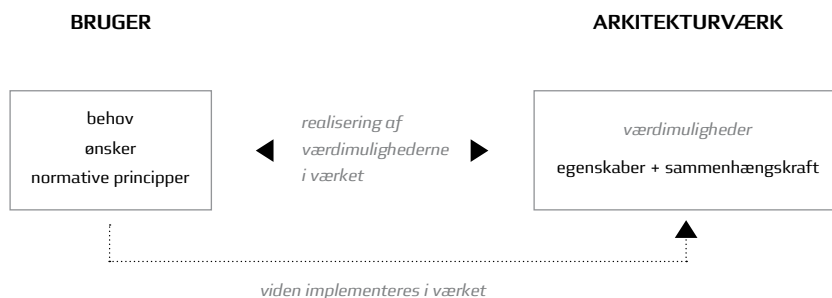 BRUGER
ARKITEKTURVÆRK
behov
ønsker
normative principper
realisering af
værdimulighederne
i værket
værdimuligheder
egenskaber + sammenhængskraft
viden implementeres i værket